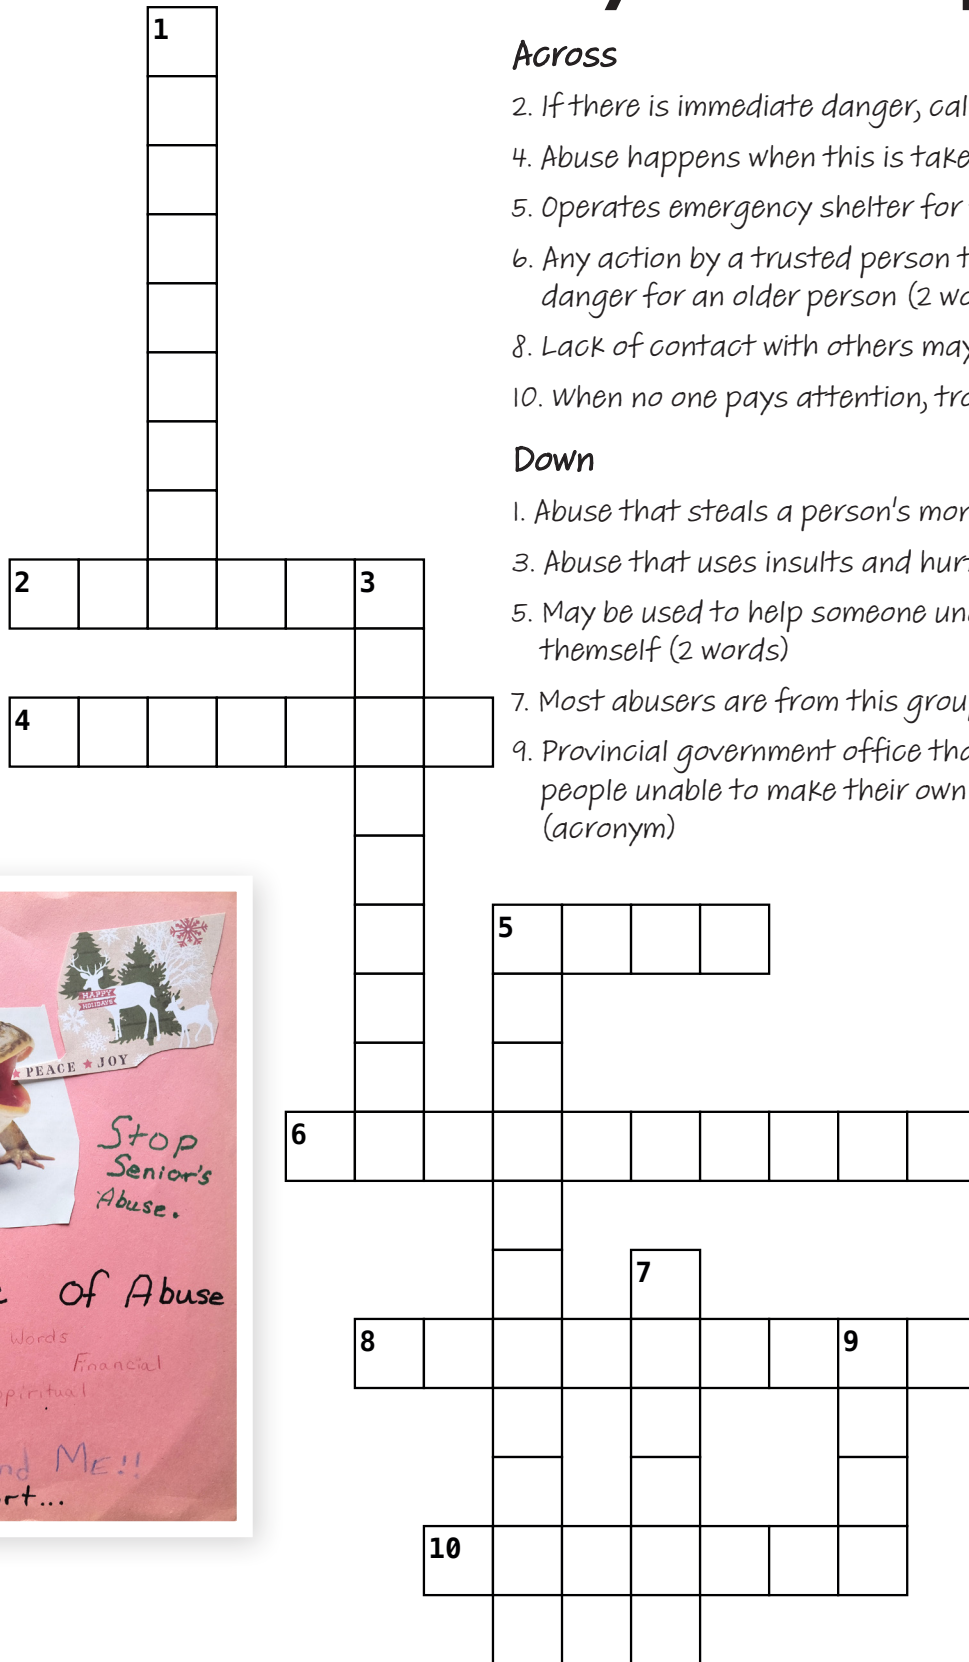 Across
2. If there is immediate danger, cal
4. Abuse happens when this is take
5. Operates emergency shelter for
6. Any action by a trusted person t
danger for an older person (2 wo
8. Lack of contact with others may
10. When no one pays attention, tro
Down
1. Abuse that steals a person's mon
3. Abuse that uses insults and hurt
5. May be used to help someone una
themself (2 words)
7. Most abusers are from this grou
9. Provincial government office tha
people unable to make their own
(acronym)
1
2
3
4
5
6
7
8
9
10
HAPPY
HOLIDAYS
PEACE ★ JOY
Stop
Senior's
Abuse.
of Abuse
Words
Financial
spiritual
nd ME!!
rt...